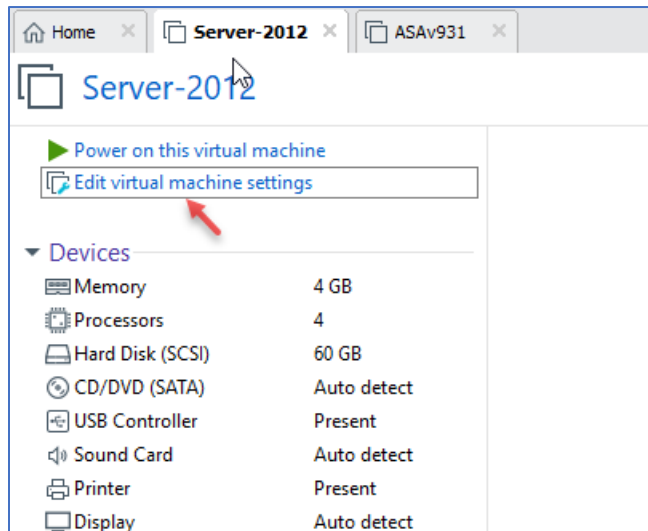 Home Server-2012 ASAv931
Server-2012
Power on this virtual machine
Edit virtual machine settings
Devices
Memory 4 GB
Processors 4
Hard Disk (SCSI) 60 GB
CD/DVD (SATA) Auto detect
USB Controller Present
Sound Card Auto detect
Printer Present
Display Auto detect